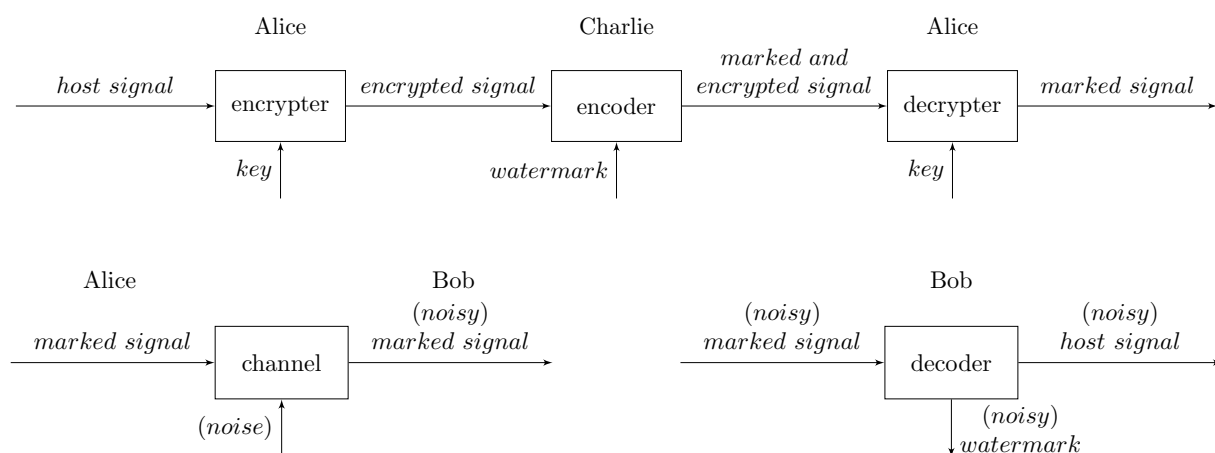 Alice
Charlie
Alice
host signal
encrypter
encrypted signal
encoder
marked and
encrypted signal
decrypter
marked signal
key
watermark
key
Alice
Bob
marked signal
channel
(noisy)
marked signal
(noise)
Bob
(noisy)
marked signal
decoder
(noisy)
host signal
(noisy)
watermark